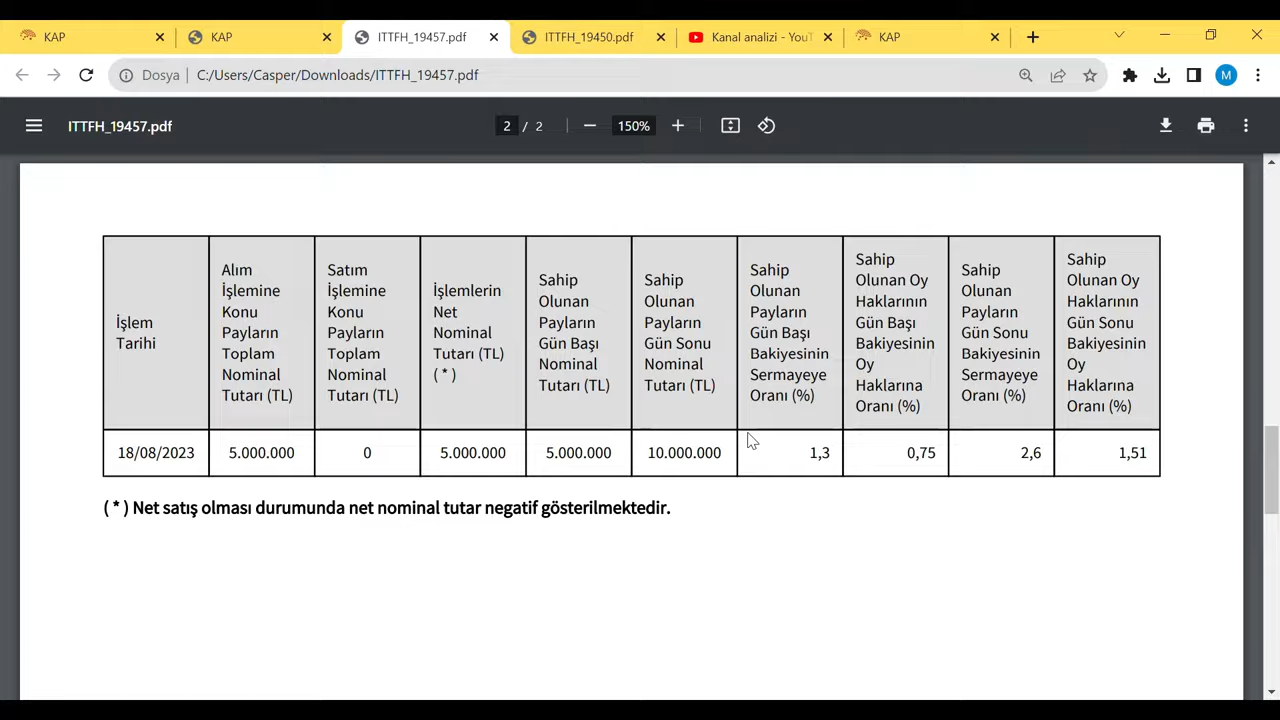 KAP
KAP
ITTFH_19457.pdf
ITTFH_19450.pdf
Kanal analizi - YouT
KAP
Dosya
C:/Users/Casper/Downloads/ITTFH_19457.pdf
M
ITTFH_19457.pdf
2 / 2
150%
İşlem
Tarihi
Alım
İşlemine
Konu
Payların
Toplam
Nominal
Tutarı (TL)
Satım
İşlemine
Konu
Payların
Toplam
Nominal
Tutarı (TL)
İşlemlerin
Net
Nominal
Tutarı (TL)
( * )
Sahip
Olunan
Payların
Gün Başı
Nominal
Tutarı (TL)
Sahip
Olunan
Payların
Gün Sonu
Nominal
Tutarı (TL)
Sahip
Olunan
Payların
Gün Başı
Bakiyesinin
Sermayeye
Oranı (%)
Sahip
Olunan Oy
Haklarının
Gün Başı
Bakiyesinin
Oy
Haklarına
Oranı (%)
Sahip
Olunan
Payların
Gün Sonu
Bakiyesinin
Sermayeye
Oranı (%)
Sahip
Olunan Oy
Haklarının
Gün Sonu
Bakiyesinin
Oy
Haklarına
Oranı (%)
18/08/2023 5.000.000 0 5.000.000 5.000.000 10.000.000 1,3 0,75 2,6 1,51
( * ) Net satış olması durumunda net nominal tutar negatif gösterilmektedir.